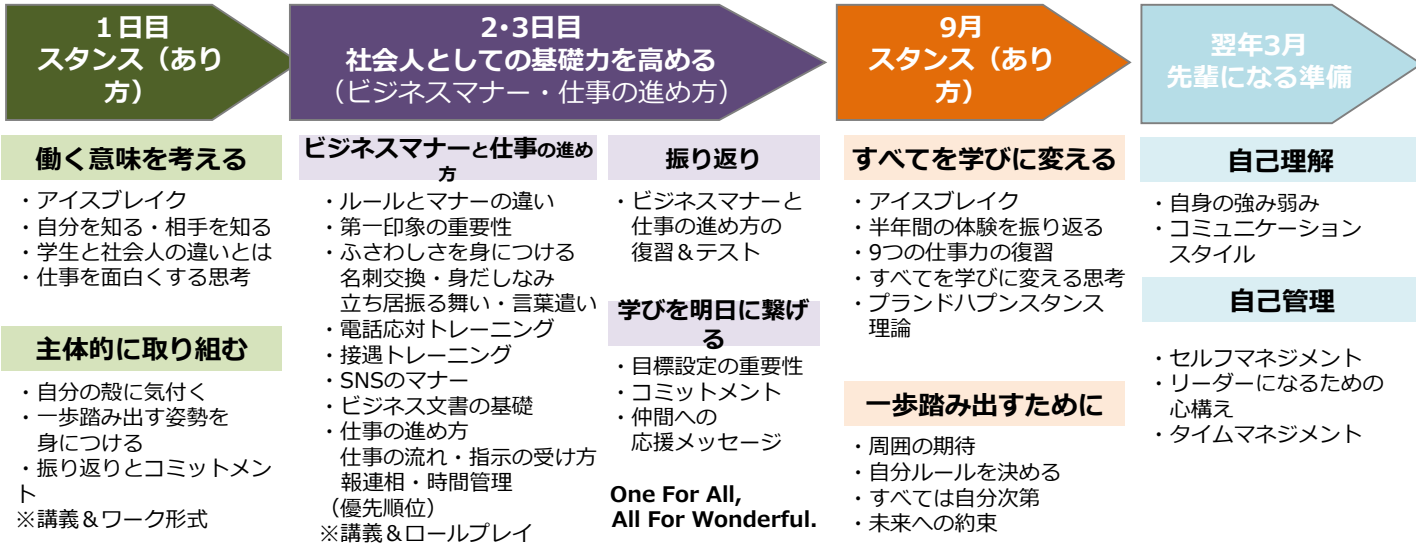 １日目
スタンス（あり
方）
働く意味を考える
・アイスブレイク
・自分を知る・相手を知る
・学生と社会人の違いとは
・仕事を面白くする思考
主体的に取り組む
・自分の殻に気付く
・一歩踏み出す姿勢を
身につける
・振り返りとコミットメン
ト
※講義＆ワーク形式
2・3日目
社会人としての基礎力を高める
（ビジネスマナー・仕事の進め方）
ビジネスマナーと仕事の進め
方
・ルールとマナーの違い
・第一印象の重要性
・ふさわしさを身につける
名刺交換・身だしなみ
立ち居振る舞い・言葉遣い
・電話応対トレーニング
・接遇トレーニング
・SNSのマナー
・ビジネス文書の基礎
・仕事の進め方
仕事の流れ・指示の受け方
報連相・時間管理
（優先順位）
※講義＆ロールプレイ
振り返り
・ビジネスマナーと
仕事の進め方の
復習＆テスト
学びを明日に繋げ
る
・目標設定の重要性
・コミットメント
・仲間への
応援メッセージ
One For All,
All For Wonderful.
9月
スタンス（あり
方）
すべてを学びに変える
・アイスブレイク
・半年間の体験を振り返る
・9つの仕事力の復習
・すべてを学びに変える思考
・プランドハプンスタンス
理論
一歩踏み出すために
・周囲の期待
・自分ルールを決める
・すべては自分次第
・未来への約束
翌年3月
先輩になる準備
自己理解
・自身の強み弱み
・コミュニケーション
スタイル
自己管理
・セルフマネジメント
・リーダーになるための
心構え
・タイムマネジメント